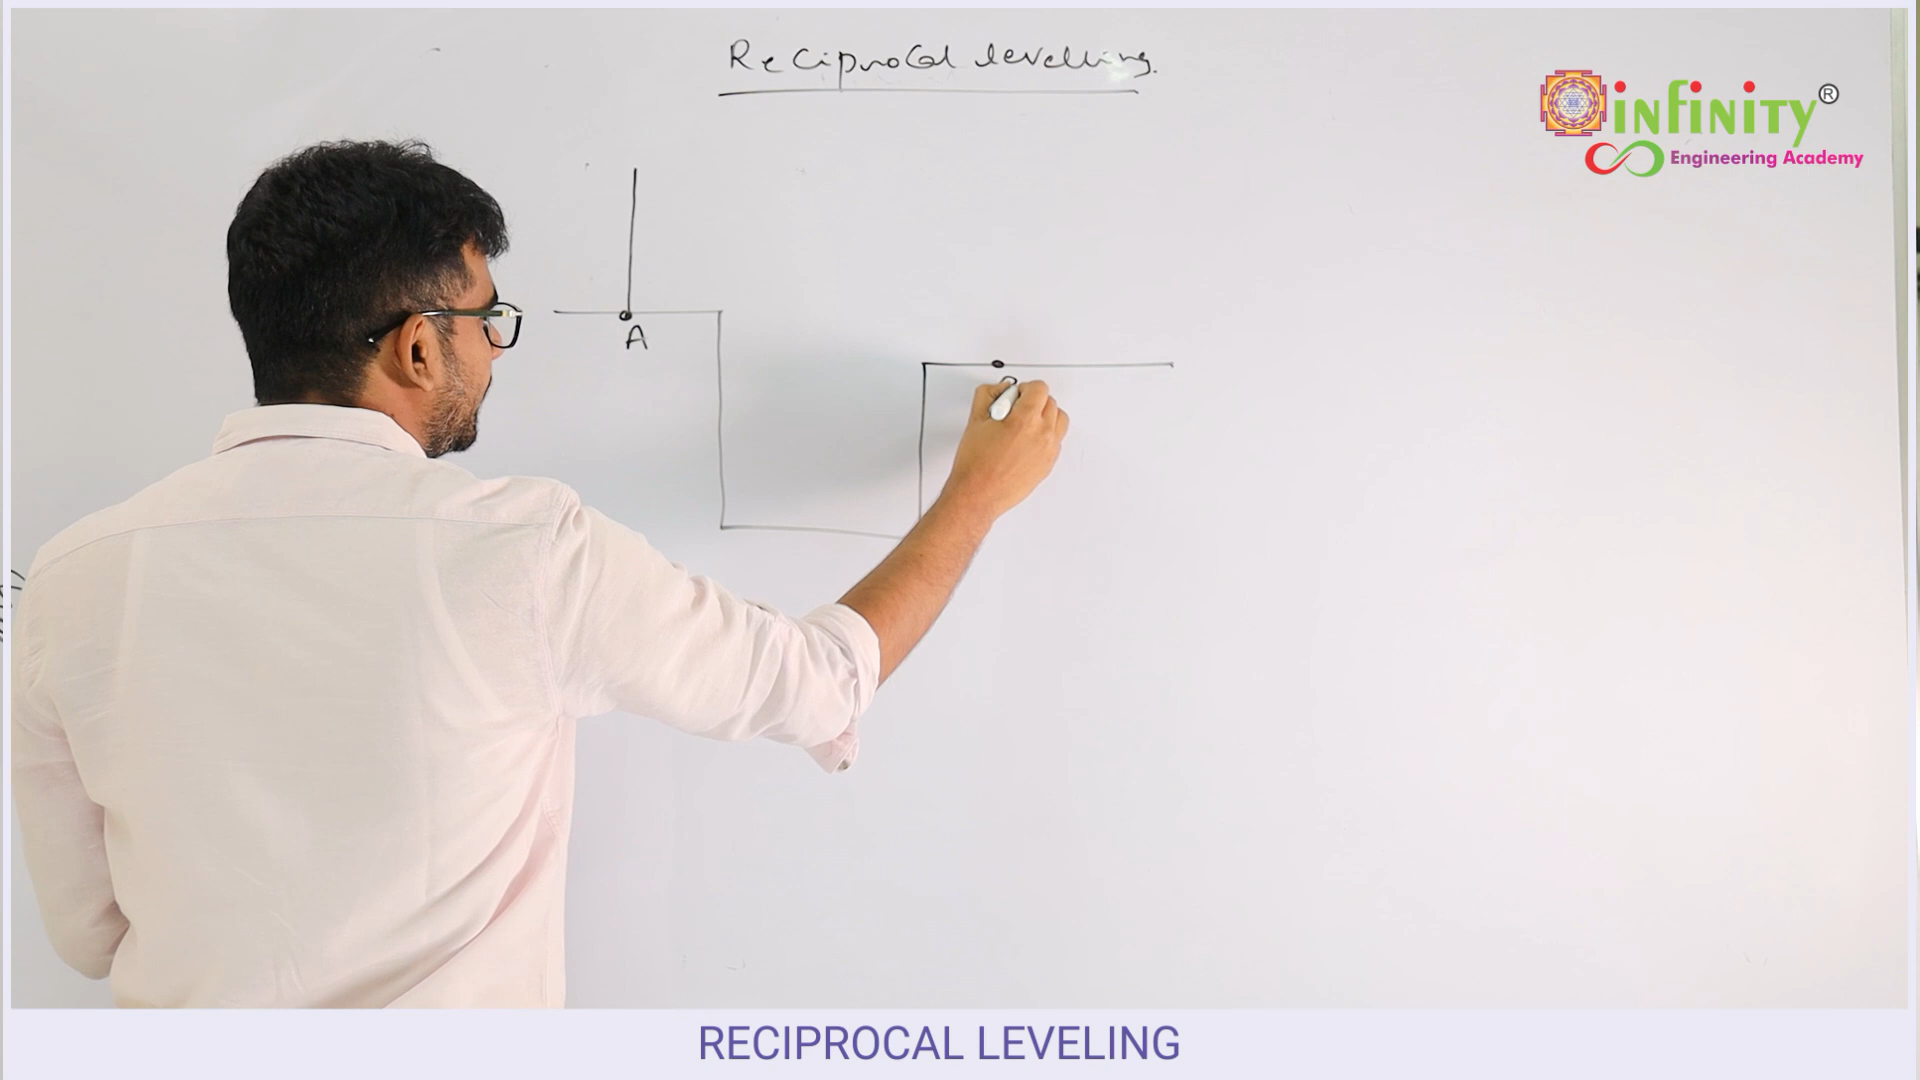 Reciprocal levelling.
infinity®
Engineering Academy
A
RECIPROCAL LEVELING